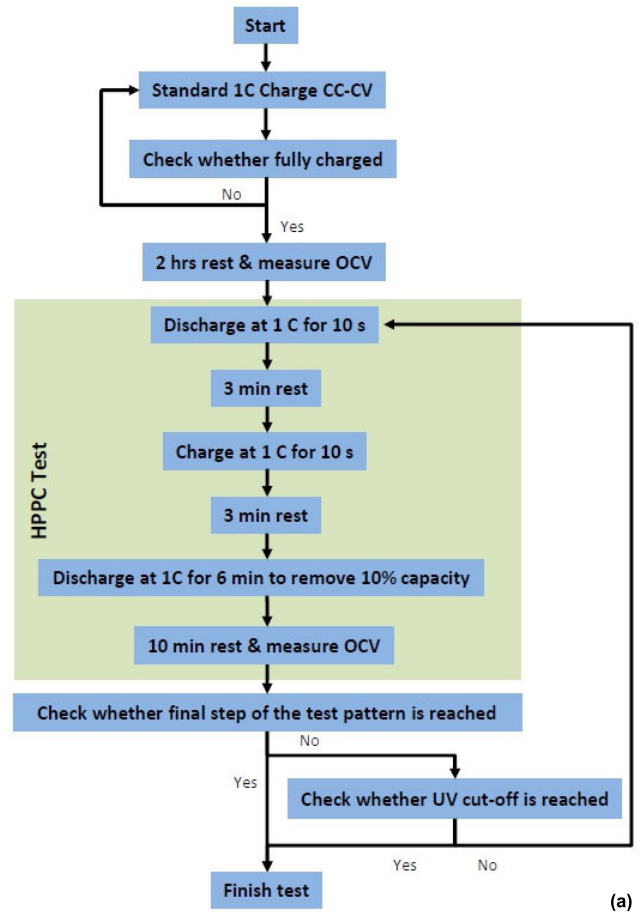 Start
Standard 1C Charge CC-CV
Check whether fully charged
No
Yes
2 hrs rest & measure OCV
HPPC Test
Discharge at 1 C for 10 s
3 min rest
Charge at 1 C for 10 s
3 min rest
Discharge at 1C for 6 min to remove 10% capacity
10 min rest & measure OCV
Check whether final step of the test pattern is reached
No
Yes
Check whether UV cut-off is reached
Yes
No
Finish test
(a)